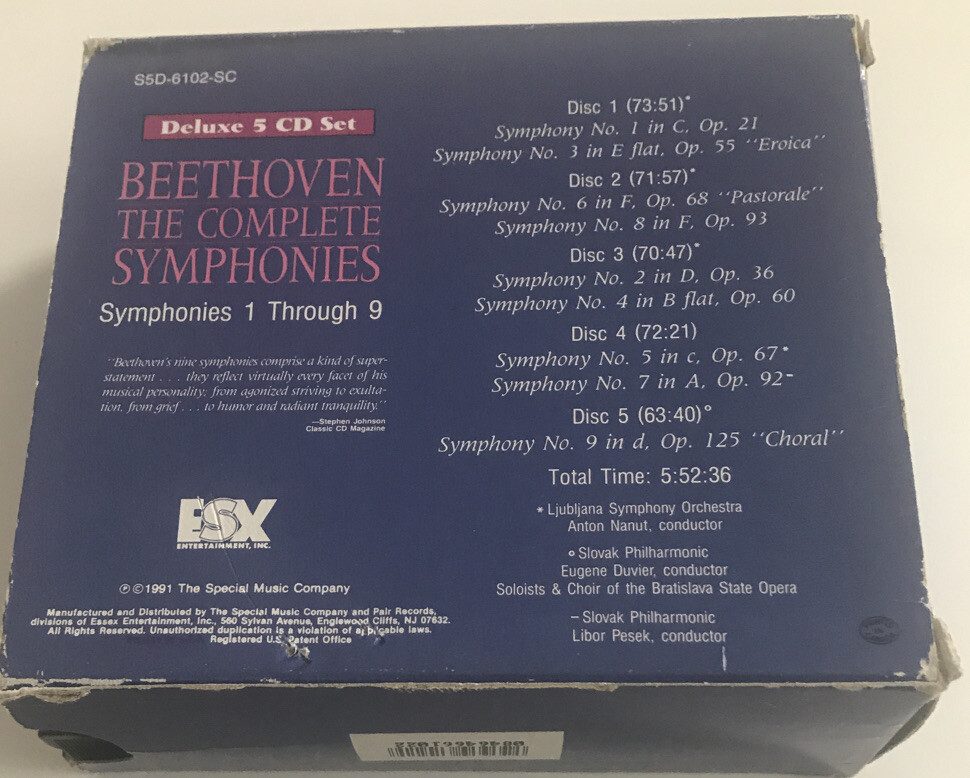 S5D-6102-SC
Deluxe 5 CD Set
BEETHOVEN
THE COMPLETE
SYMPHONIES
Symphonies 1 Through 9
"Beethoven's nine symphonies comprise a kind of super-
statement . . . they reflect virtually every facet of his
musical personality, from agonized striving to exulta-
tion, from grief . . . to humor and radiant tranquility."
—Stephen Johnson
Classic CD Magazine
ESX
ENTERTAINMENT, INC.
℗©1991 The Special Music Company
Manufactured and Distributed by The Special Music Company and Pair Records,
divisions of Essex Entertainment, Inc., 560 Sylvan Avenue, Englewood Cliffs, NJ 07632.
All Rights Reserved. Unauthorized duplication is a violation of applicable laws.
Registered U.S. Patent Office
Disc 1 (73:51)*
Symphony No. 1 in C, Op. 21
Symphony No. 3 in E flat, Op. 55 "Eroica"
Disc 2 (71:57)*
Symphony No. 6 in F, Op. 68 "Pastorale"
Symphony No. 8 in F, Op. 93
Disc 3 (70:47)*
Symphony No. 2 in D, Op. 36
Symphony No. 4 in B flat, Op. 60
Disc 4 (72:21)
Symphony No. 5 in c, Op. 67*
Symphony No. 7 in A, Op. 92-
Disc 5 (63:40)°
Symphony No. 9 in d, Op. 125 "Choral"
Total Time: 5:52:36
* Ljubljana Symphony Orchestra
Anton Nanut, conductor
° Slovak Philharmonic
Eugene Duvier, conductor
Soloists & Choir of the Bratislava State Opera
– Slovak Philharmonic
Libor Pesek, conductor